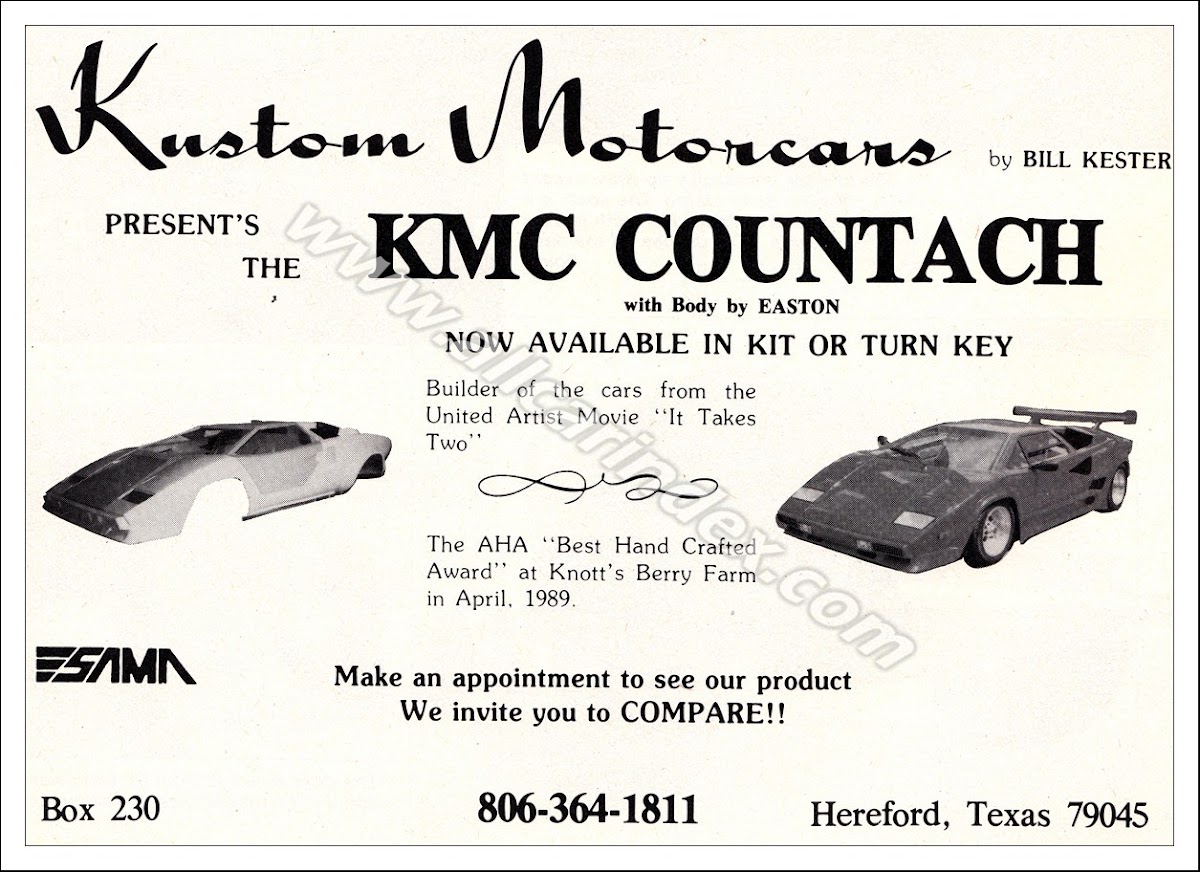 Kustom Motorcars by BILL KESTER
PRESENT'S
THE
KMC COUNTACH
with Body by EASTON
NOW AVAILABLE IN KIT OR TURN KEY
Builder of the cars from the
United Artist Movie "It Takes
Two"
The AHA "Best Hand Crafted
Award" at Knott's Berry Farm
in April, 1989.
SAMA
Make an appointment to see our product
We invite you to COMPARE!!
Box 230
806-364-1811
Hereford, Texas 79045
www.allcarindex.com